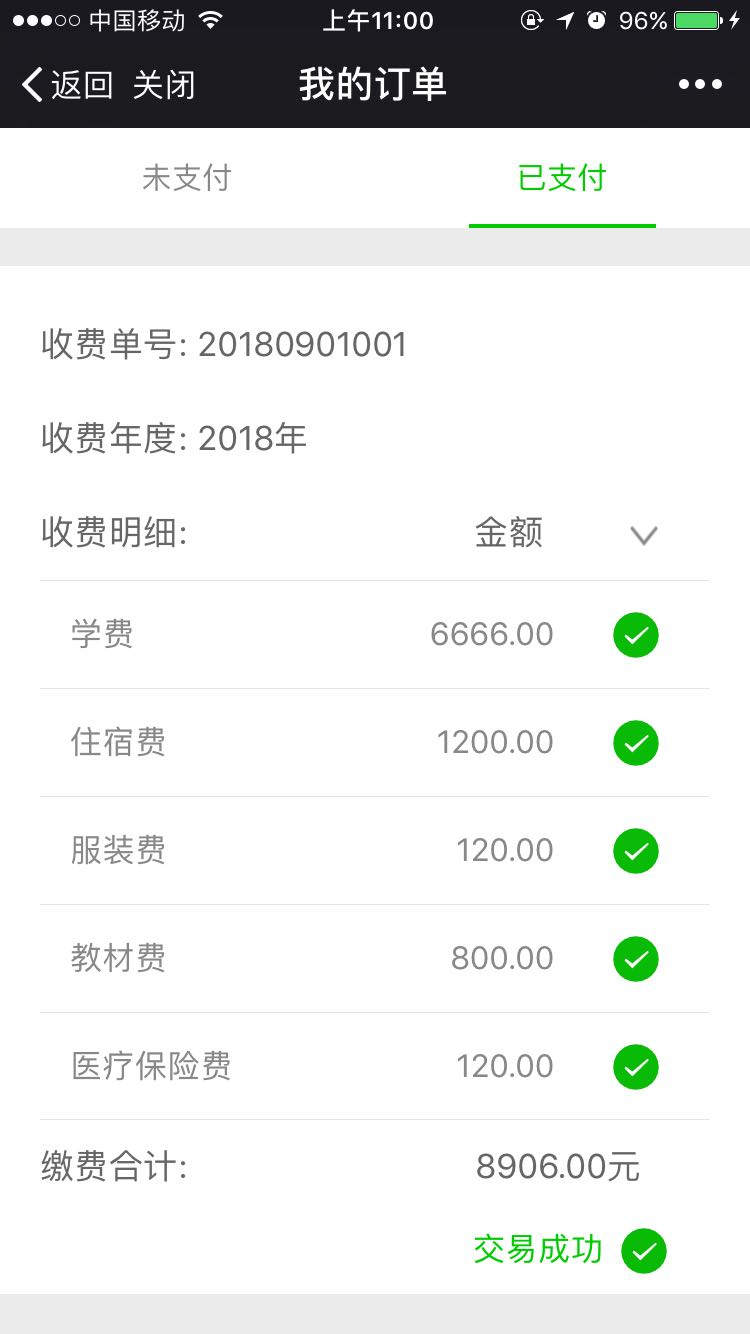 中国移动 上午11:00 96%
返回 关闭 我的订单
未支付 已支付
收费单号: 20180901001
收费年度: 2018年
收费明细: 金额
学费 6666.00
住宿费 1200.00
服装费 120.00
教材费 800.00
医疗保险费 120.00
缴费合计: 8906.00元
交易成功